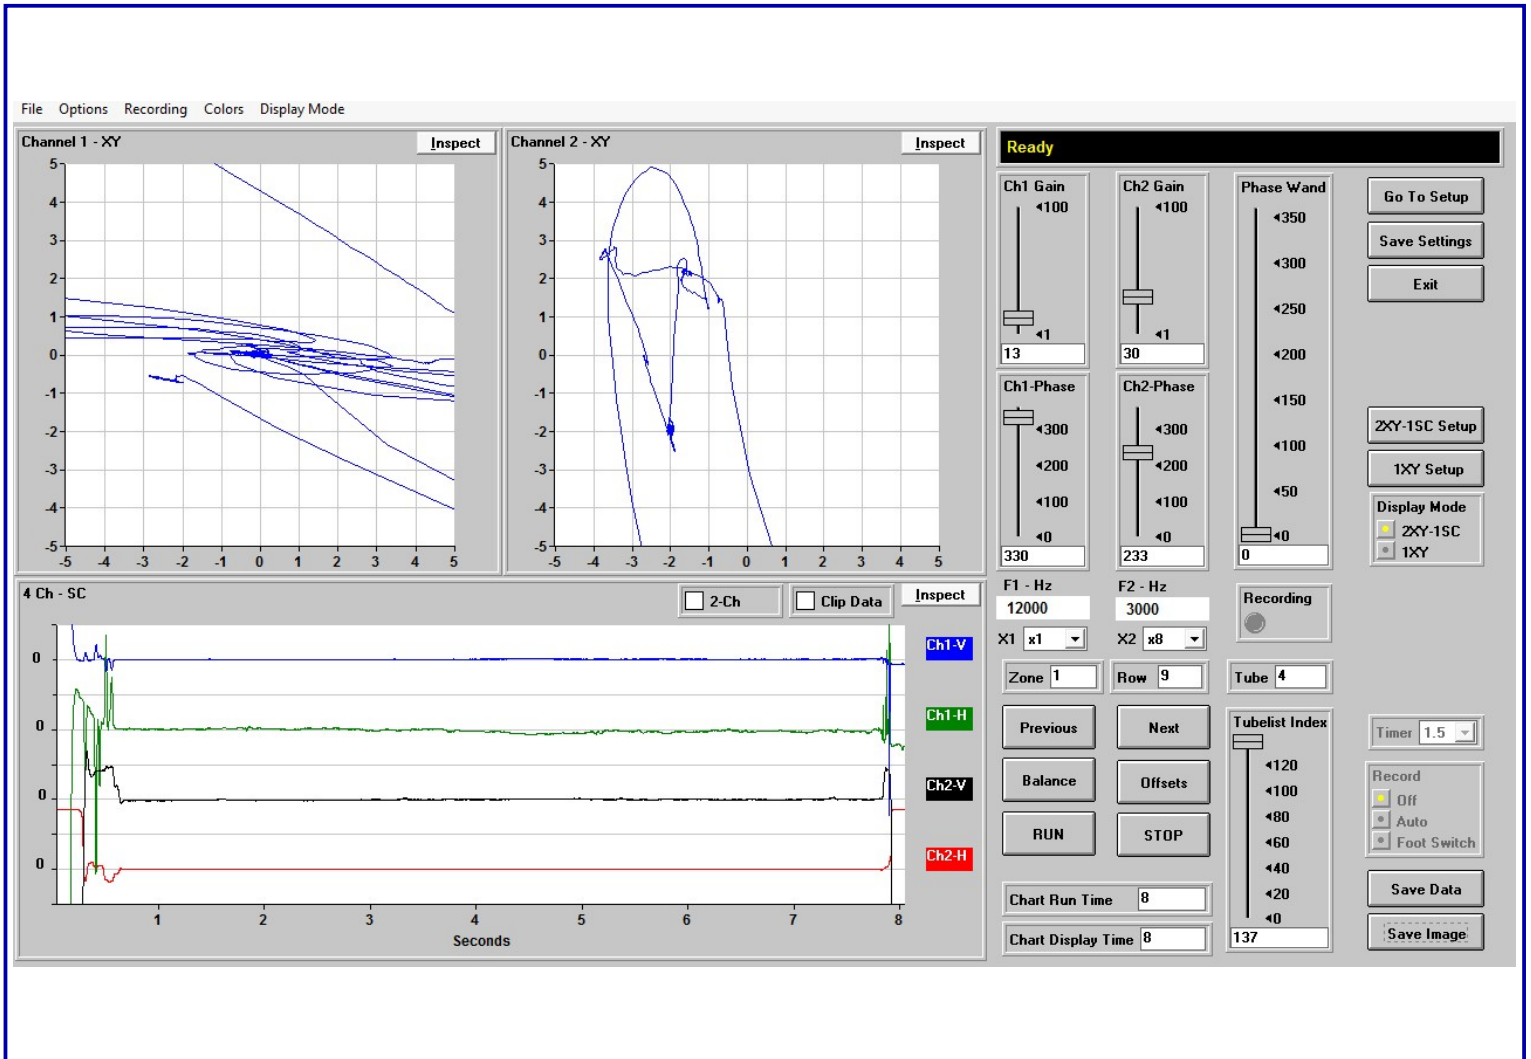 File Options Recording Colors Display Mode
Channel 1 - XY
Inspect
5
4
3
2
1
0
-1
-2
-3
-4
-5
-5 -4 -3 -2 -1 0 1 2 3 4 5
Channel 2 - XY
Inspect
5
4
3
2
1
0
-1
-2
-3
-4
-5
-5 -4 -3 -2 -1 0 1 2 3 4 5
4 Ch - SC
2-Ch
Clip Data
Inspect
0
0
0
0
Ch1-V
Ch1-H
Ch2-V
Ch2-H
1 2 3 4 5 6 7 8
Seconds
Ready
Ch1 Gain
100
1
13
Ch2 Gain
100
1
30
Phase Wand
350
300
250
200
150
100
50
0
0
Ch1-Phase
300
200
100
0
330
Ch2-Phase
300
200
100
0
233
Go To Setup
Save Settings
Exit
2XY-1SC Setup
1XY Setup
Display Mode
2XY-1SC
1XY
F1 - Hz
12000
F2 - Hz
3000
Recording
X1 x1
X2 x8
Zone 1
Row 9
Tube 4
Previous
Next
Balance
Offsets
RUN
STOP
Chart Run Time 8
Chart Display Time 8
Tubelist Index
120
100
80
60
40
20
0
137
Timer 1.5
Record
Off
Auto
Foot Switch
Save Data
Save Image